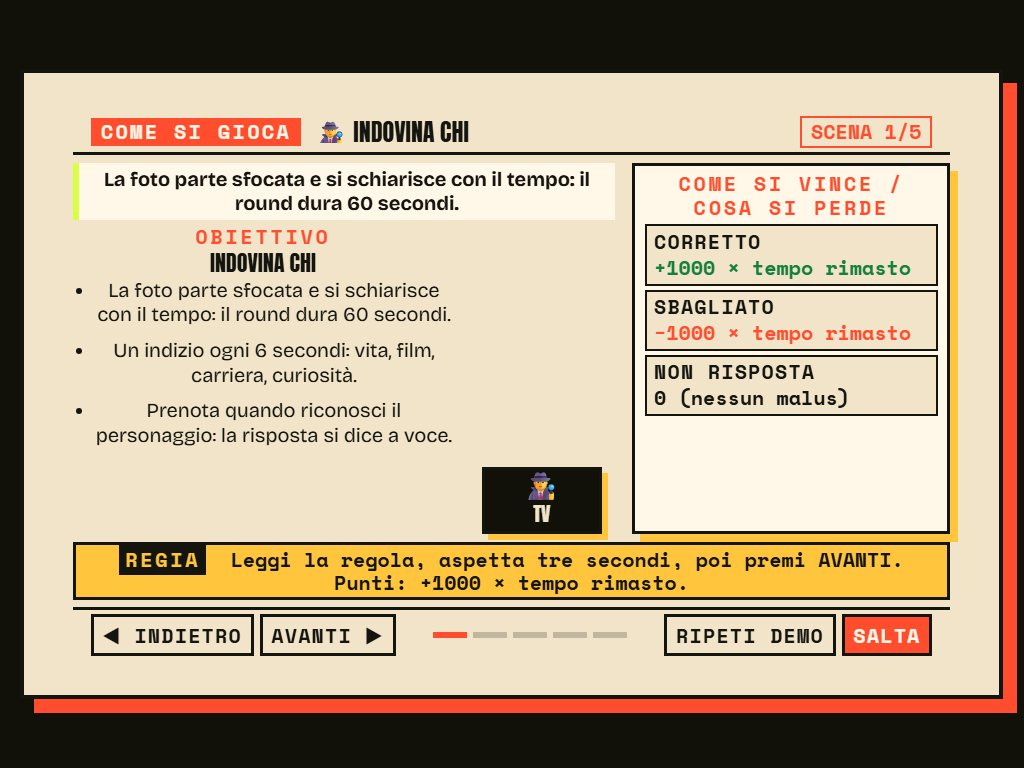 COME SI GIOCA
INDOVINA CHI
SCENA 1/5
La foto parte sfocata e si schiarisce con il tempo: il
round dura 60 secondi.
OBIETTIVO
INDOVINA CHI
• La foto parte sfocata e si schiarisce
con il tempo: il round dura 60 secondi.
• Un indizio ogni 6 secondi: vita, film,
carriera, curiosità.
• Prenota quando riconosci il
personaggio: la risposta si dice a voce.
TV
COME SI VINCE /
COSA SI PERDE
CORRETTO
+1000 × tempo rimasto
SBAGLIATO
−1000 × tempo rimasto
NON RISPOSTA
0 (nessun malus)
REGIA Leggi la regola, aspetta tre secondi, poi premi AVANTI.
Punti: +1000 × tempo rimasto.
◀ INDIETRO
AVANTI ▶
RIPETI DEMO
SALTA